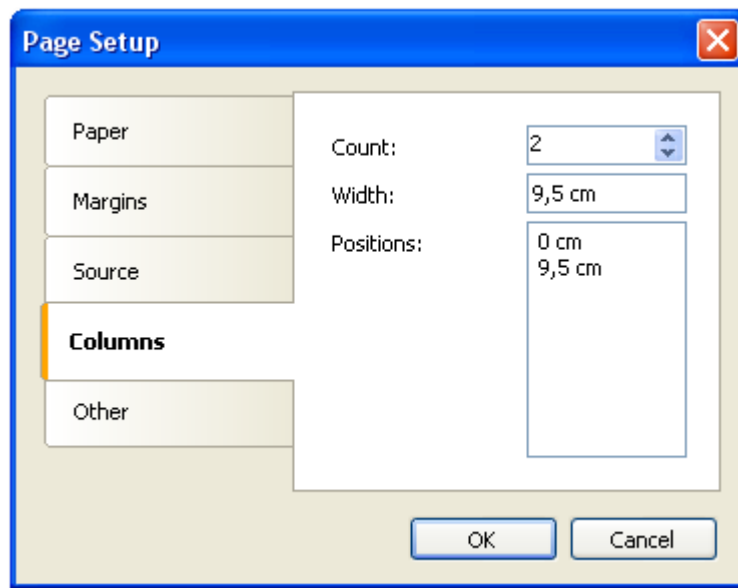 Page Setup
Paper
Margins
Source
Columns
Other
Count:
2
Width:
9,5 cm
Positions:
0 cm
9,5 cm
OK
Cancel